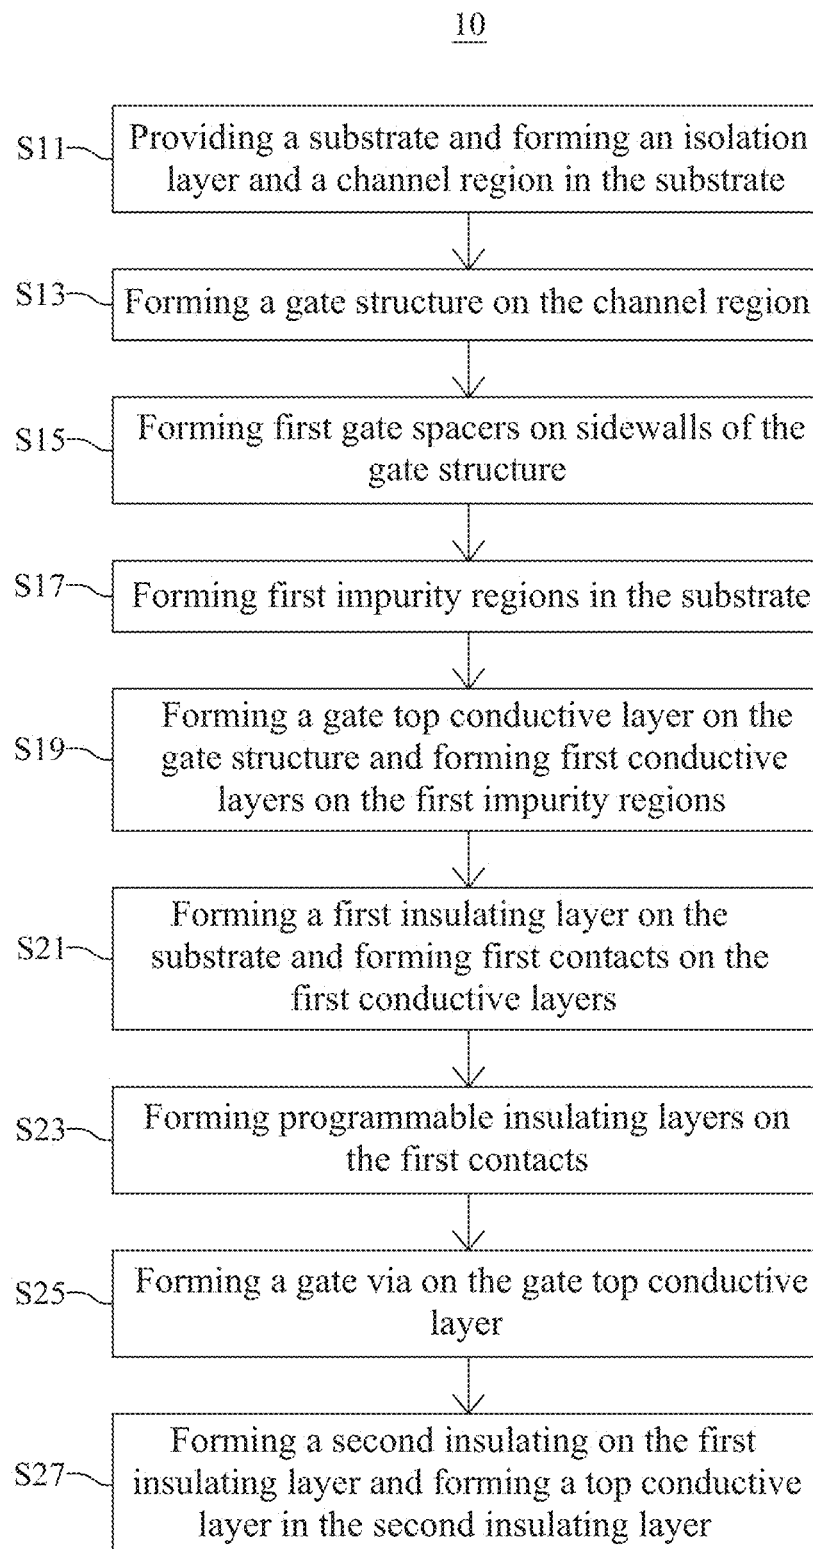 10
S11
Providing a substrate and forming an isolation
layer and a channel region in the substrate
S13
Forming a gate structure on the channel region
S15
Forming first gate spacers on sidewalls of the
gate structure
S17
Forming first impurity regions in the substrate
S19
Forming a gate top conductive layer on the
gate structure and forming first conductive
layers on the first impurity regions
S21
Forming a first insulating layer on the
substrate and forming first contacts on the
first conductive layers
S23
Forming programmable insulating layers on
the first contacts
S25
Forming a gate via on the gate top conductive
layer
S27
Forming a second insulating on the first
insulating layer and forming a top conductive
layer in the second insulating layer